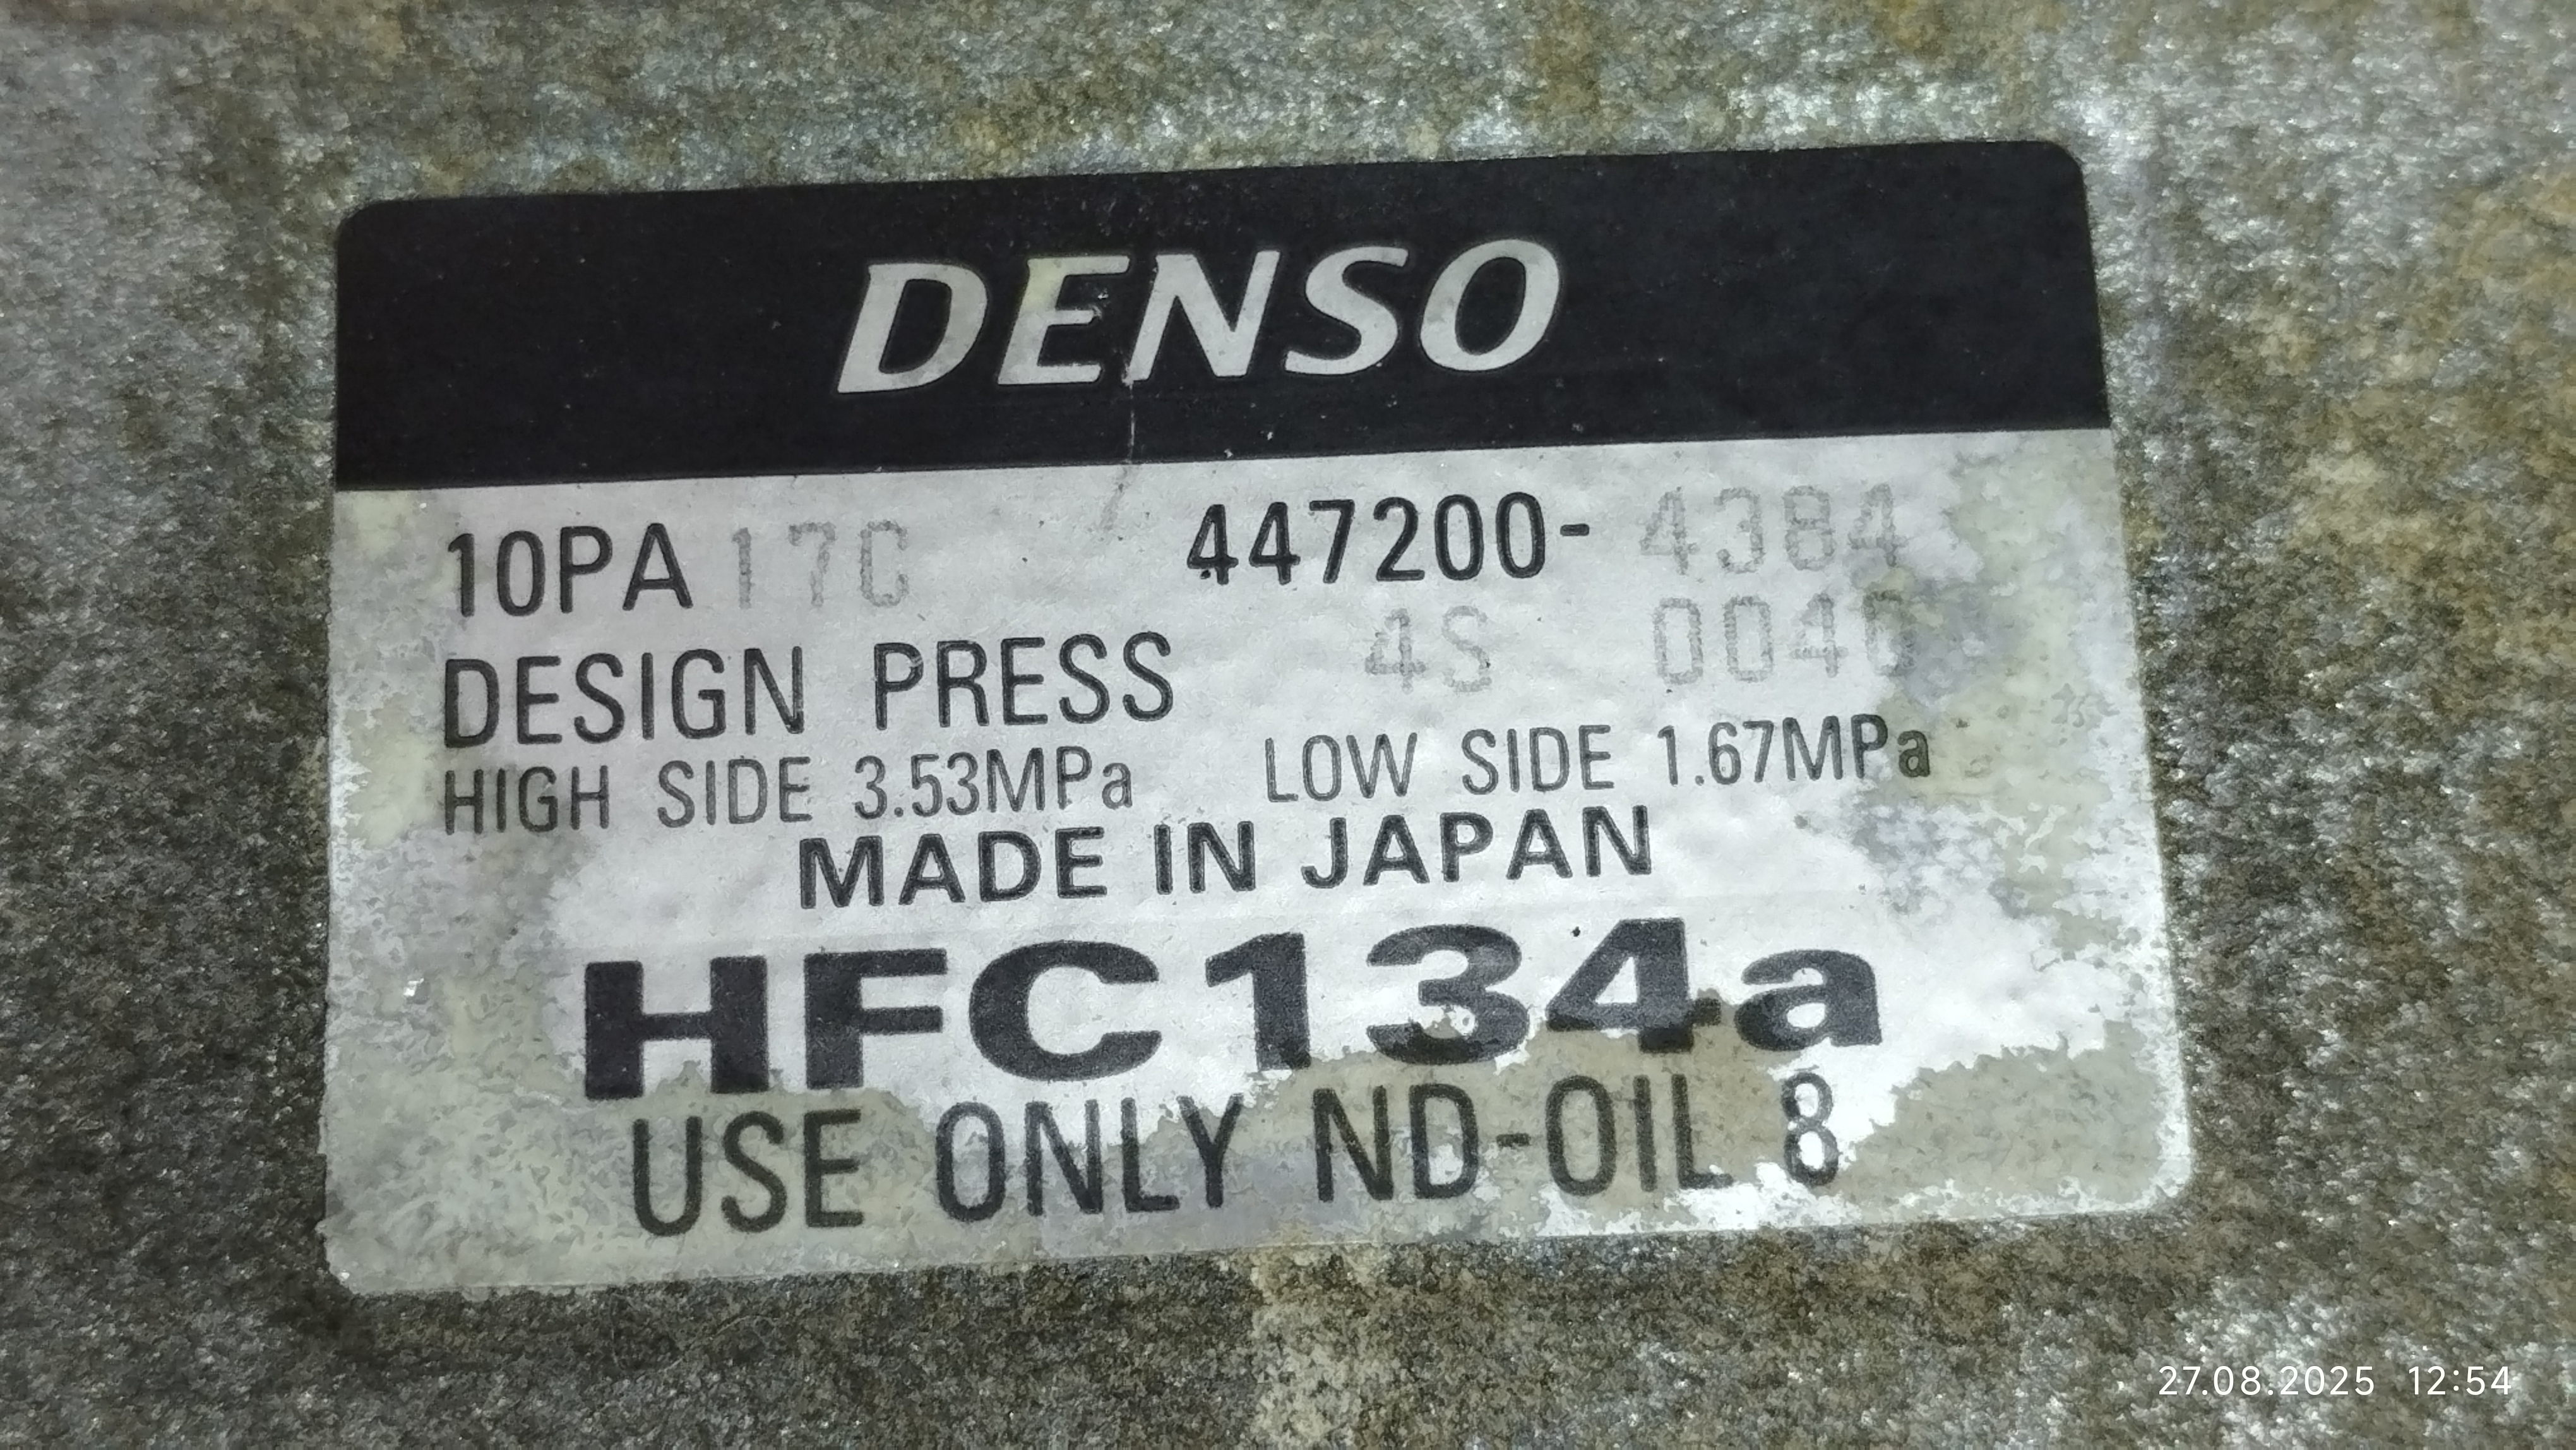 DENSO
10PA 17C 447200- 4384
DESIGN PRESS 4S 0040
HIGH SIDE 3.53MPa LOW SIDE 1.67MPa
MADE IN JAPAN
HFC134a
USE ONLY ND-OIL 8
27.08.2025 12:54